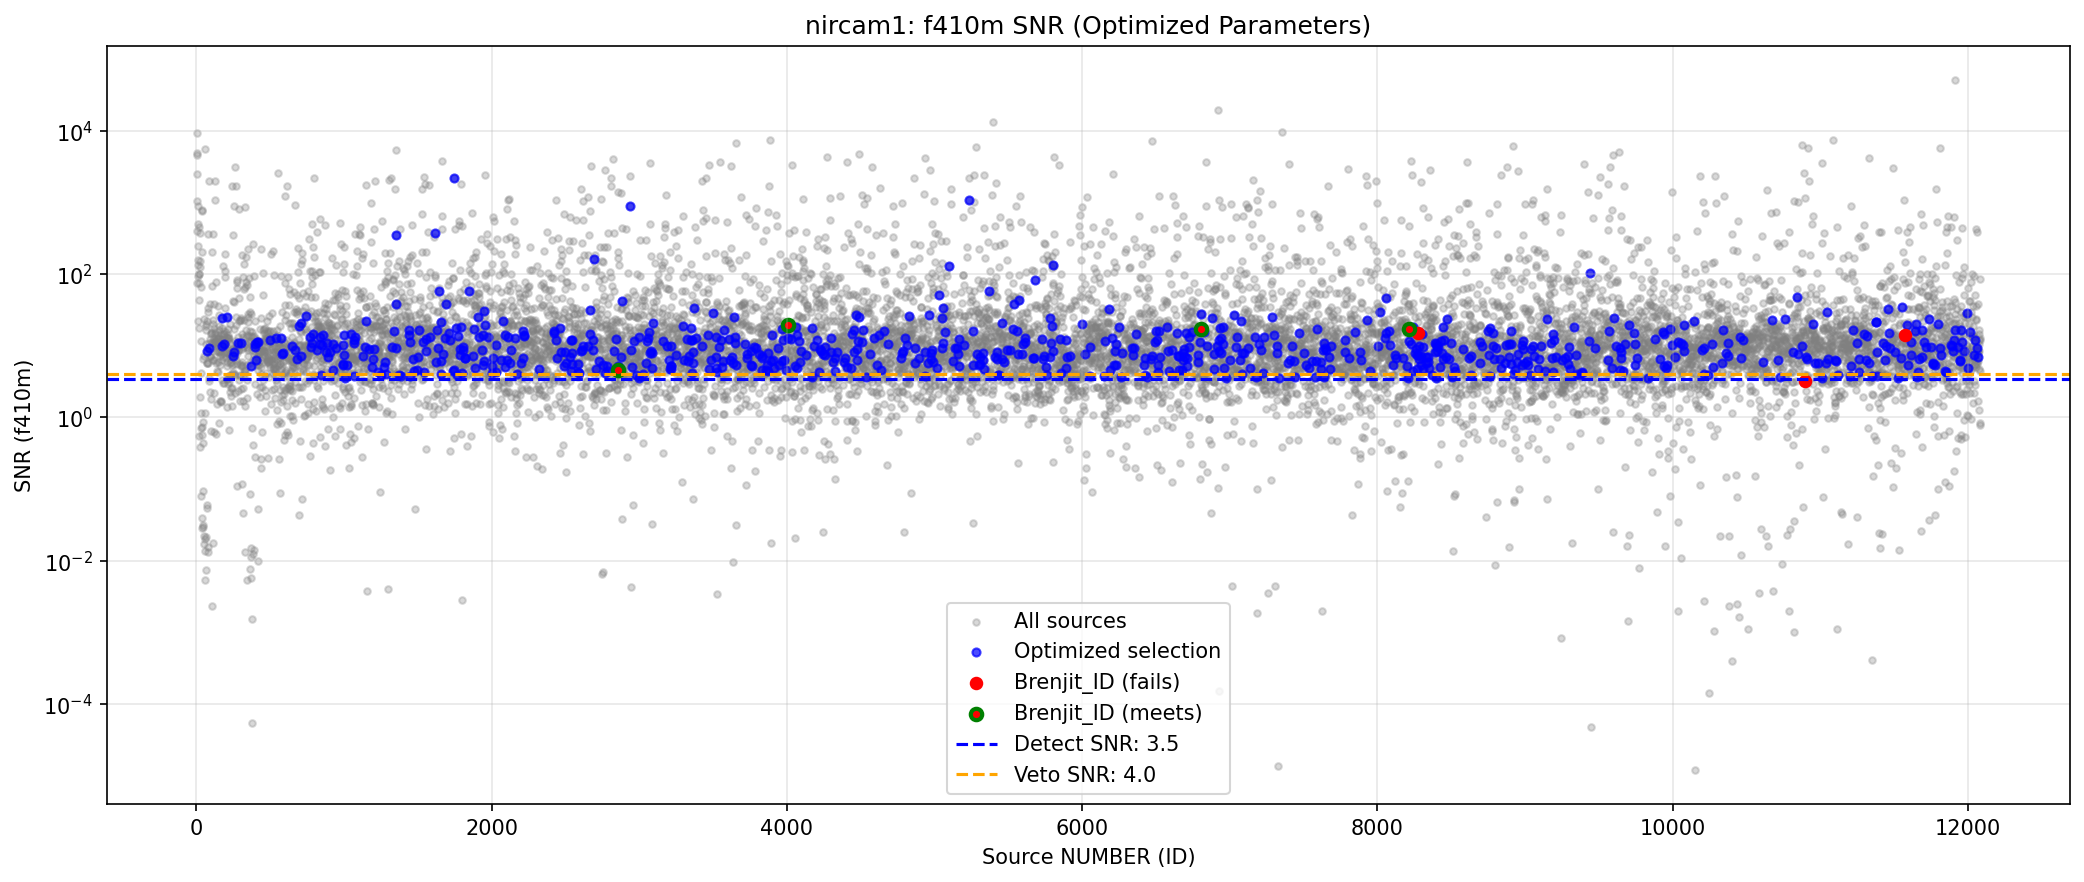 nircam1: f410m SNR (Optimized Parameters)
SNR (f410m)
10^4
10^2
10^0
10^-2
10^-4
All sources
Optimized selection
Brenjit_ID (fails)
Brenjit_ID (meets)
Detect SNR: 3.5
Veto SNR: 4.0
0 2000 4000 6000 8000 10000 12000
Source NUMBER (ID)